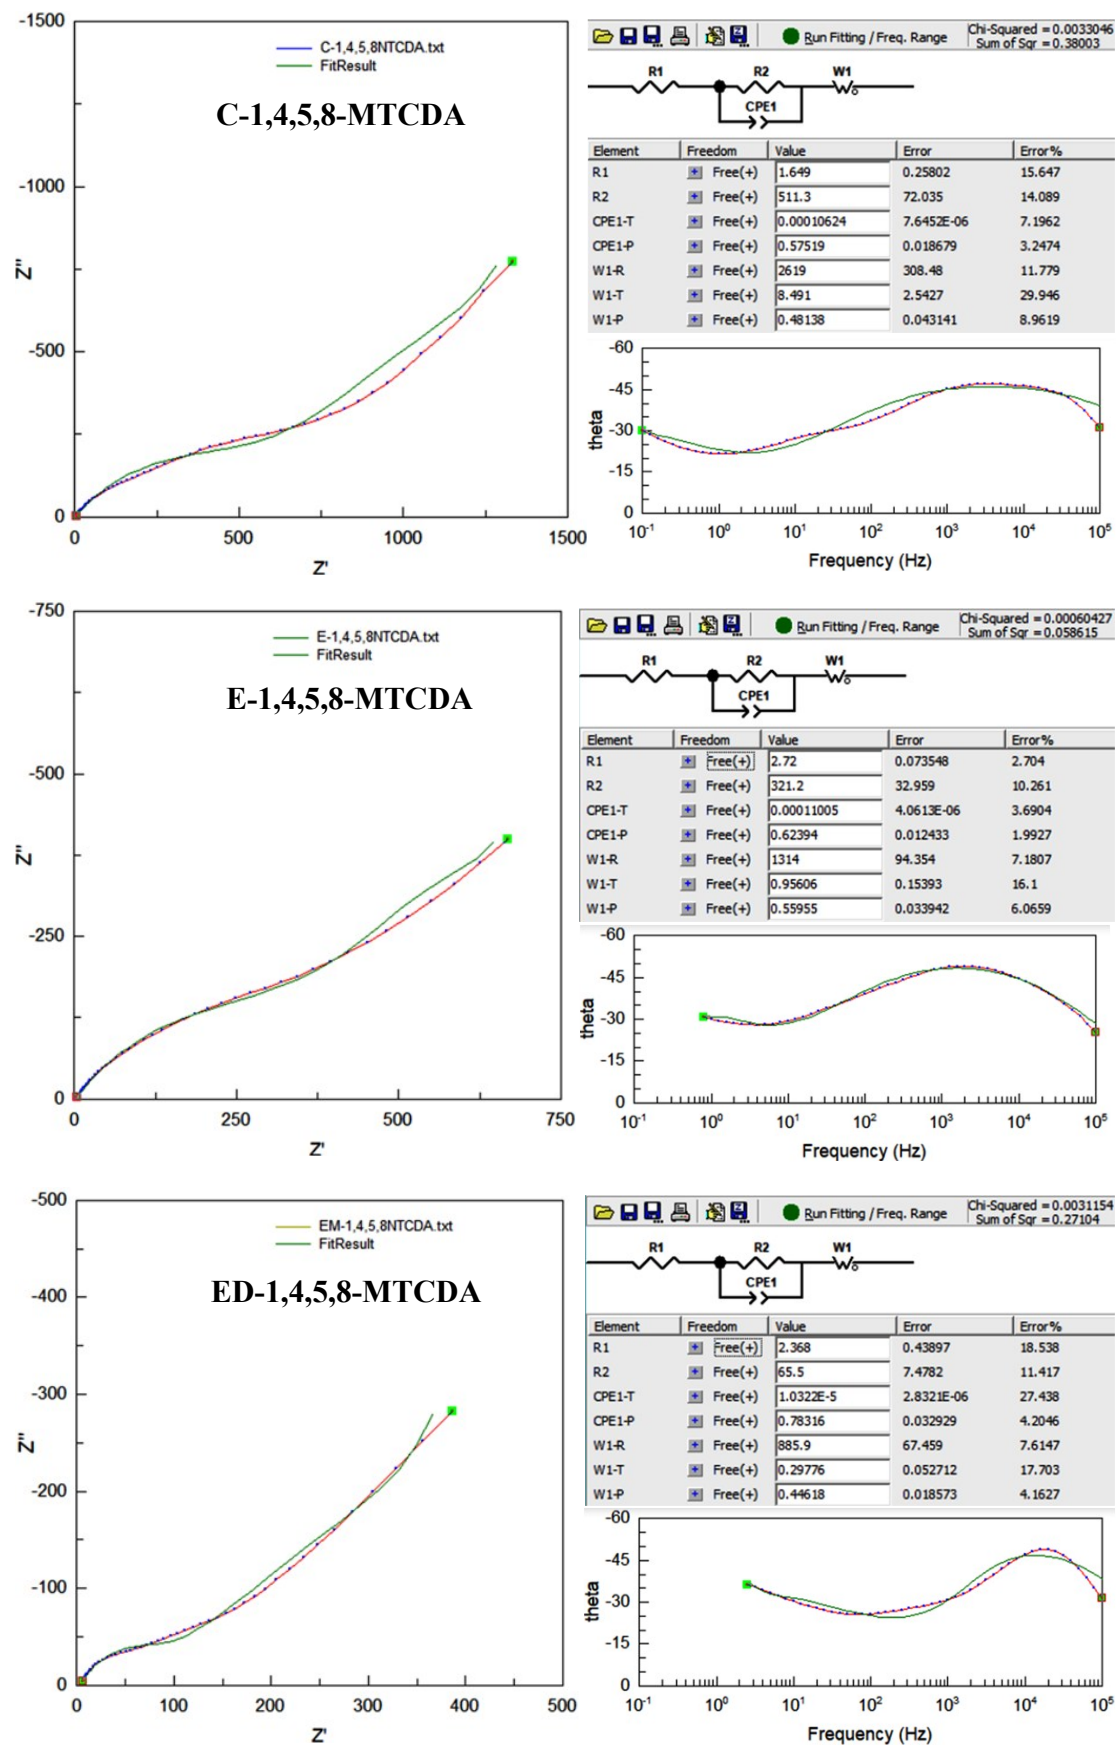 -1500
-1000
-500
0
Z''
C-1,4,5,8NTCDA.txt
FitResult
C-1,4,5,8-MTCDA
0
500
1000
1500
Z'
Run Fitting / Freq. Range
Chi-Squared = 0.0033046
Sum of Sqr = 0.38003
R1
R2
W1
CPE1
Element Freedom Value Error Error%
R1 Free(+) 1.649 0.25802 15.647
R2 Free(+) 511.3 72.035 14.089
CPE1-T Free(+) 0.00010624 7.6452E-06 7.1962
CPE1-P Free(+) 0.57519 0.018679 3.2474
W1-R Free(+) 2619 308.48 11.779
W1-T Free(+) 8.491 2.5427 29.946
W1-P Free(+) 0.48138 0.043141 8.9619
-60
-45
-30
-15
0
theta
10-1 100 101 102 103 104 105
Frequency (Hz)
-750
-500
-250
0
Z''
E-1,4,5,8NTCDA.txt
FitResult
E-1,4,5,8-MTCDA
0
250
500
750
Z'
Run Fitting / Freq. Range
Chi-Squared = 0.00060427
Sum of Sqr = 0.058615
R1
R2
W1
CPE1
Element Freedom Value Error Error%
R1 Free(+) 2.72 0.073548 2.704
R2 Free(+) 321.2 32.959 10.261
CPE1-T Free(+) 0.00011005 4.0613E-06 3.6904
CPE1-P Free(+) 0.62394 0.012433 1.9927
W1-R Free(+) 1314 94.354 7.1807
W1-T Free(+) 0.95606 0.15393 16.1
W1-P Free(+) 0.55955 0.033942 6.0659
-60
-45
-30
-15
0
theta
10-1 100 101 102 103 104 105
Frequency (Hz)
-500
-400
-300
-200
-100
0
Z''
EM-1,4,5,8NTCDA.txt
FitResult
ED-1,4,5,8-MTCDA
0
100
200
300
400
500
Z'
Run Fitting / Freq. Range
Chi-Squared = 0.0031154
Sum of Sqr = 0.27104
R1
R2
W1
CPE1
Element Freedom Value Error Error%
R1 Free(+) 2.368 0.43897 18.538
R2 Free(+) 65.5 7.4782 11.417
CPE1-T Free(+) 1.0322E-5 2.8321E-06 27.438
CPE1-P Free(+) 0.78316 0.032929 4.2046
W1-R Free(+) 885.9 67.459 7.6147
W1-T Free(+) 0.29776 0.052712 17.703
W1-P Free(+) 0.44618 0.018573 4.1627
-60
-45
-30
-15
0
theta
10-1 100 101 102 103 104 105
Frequency (Hz)